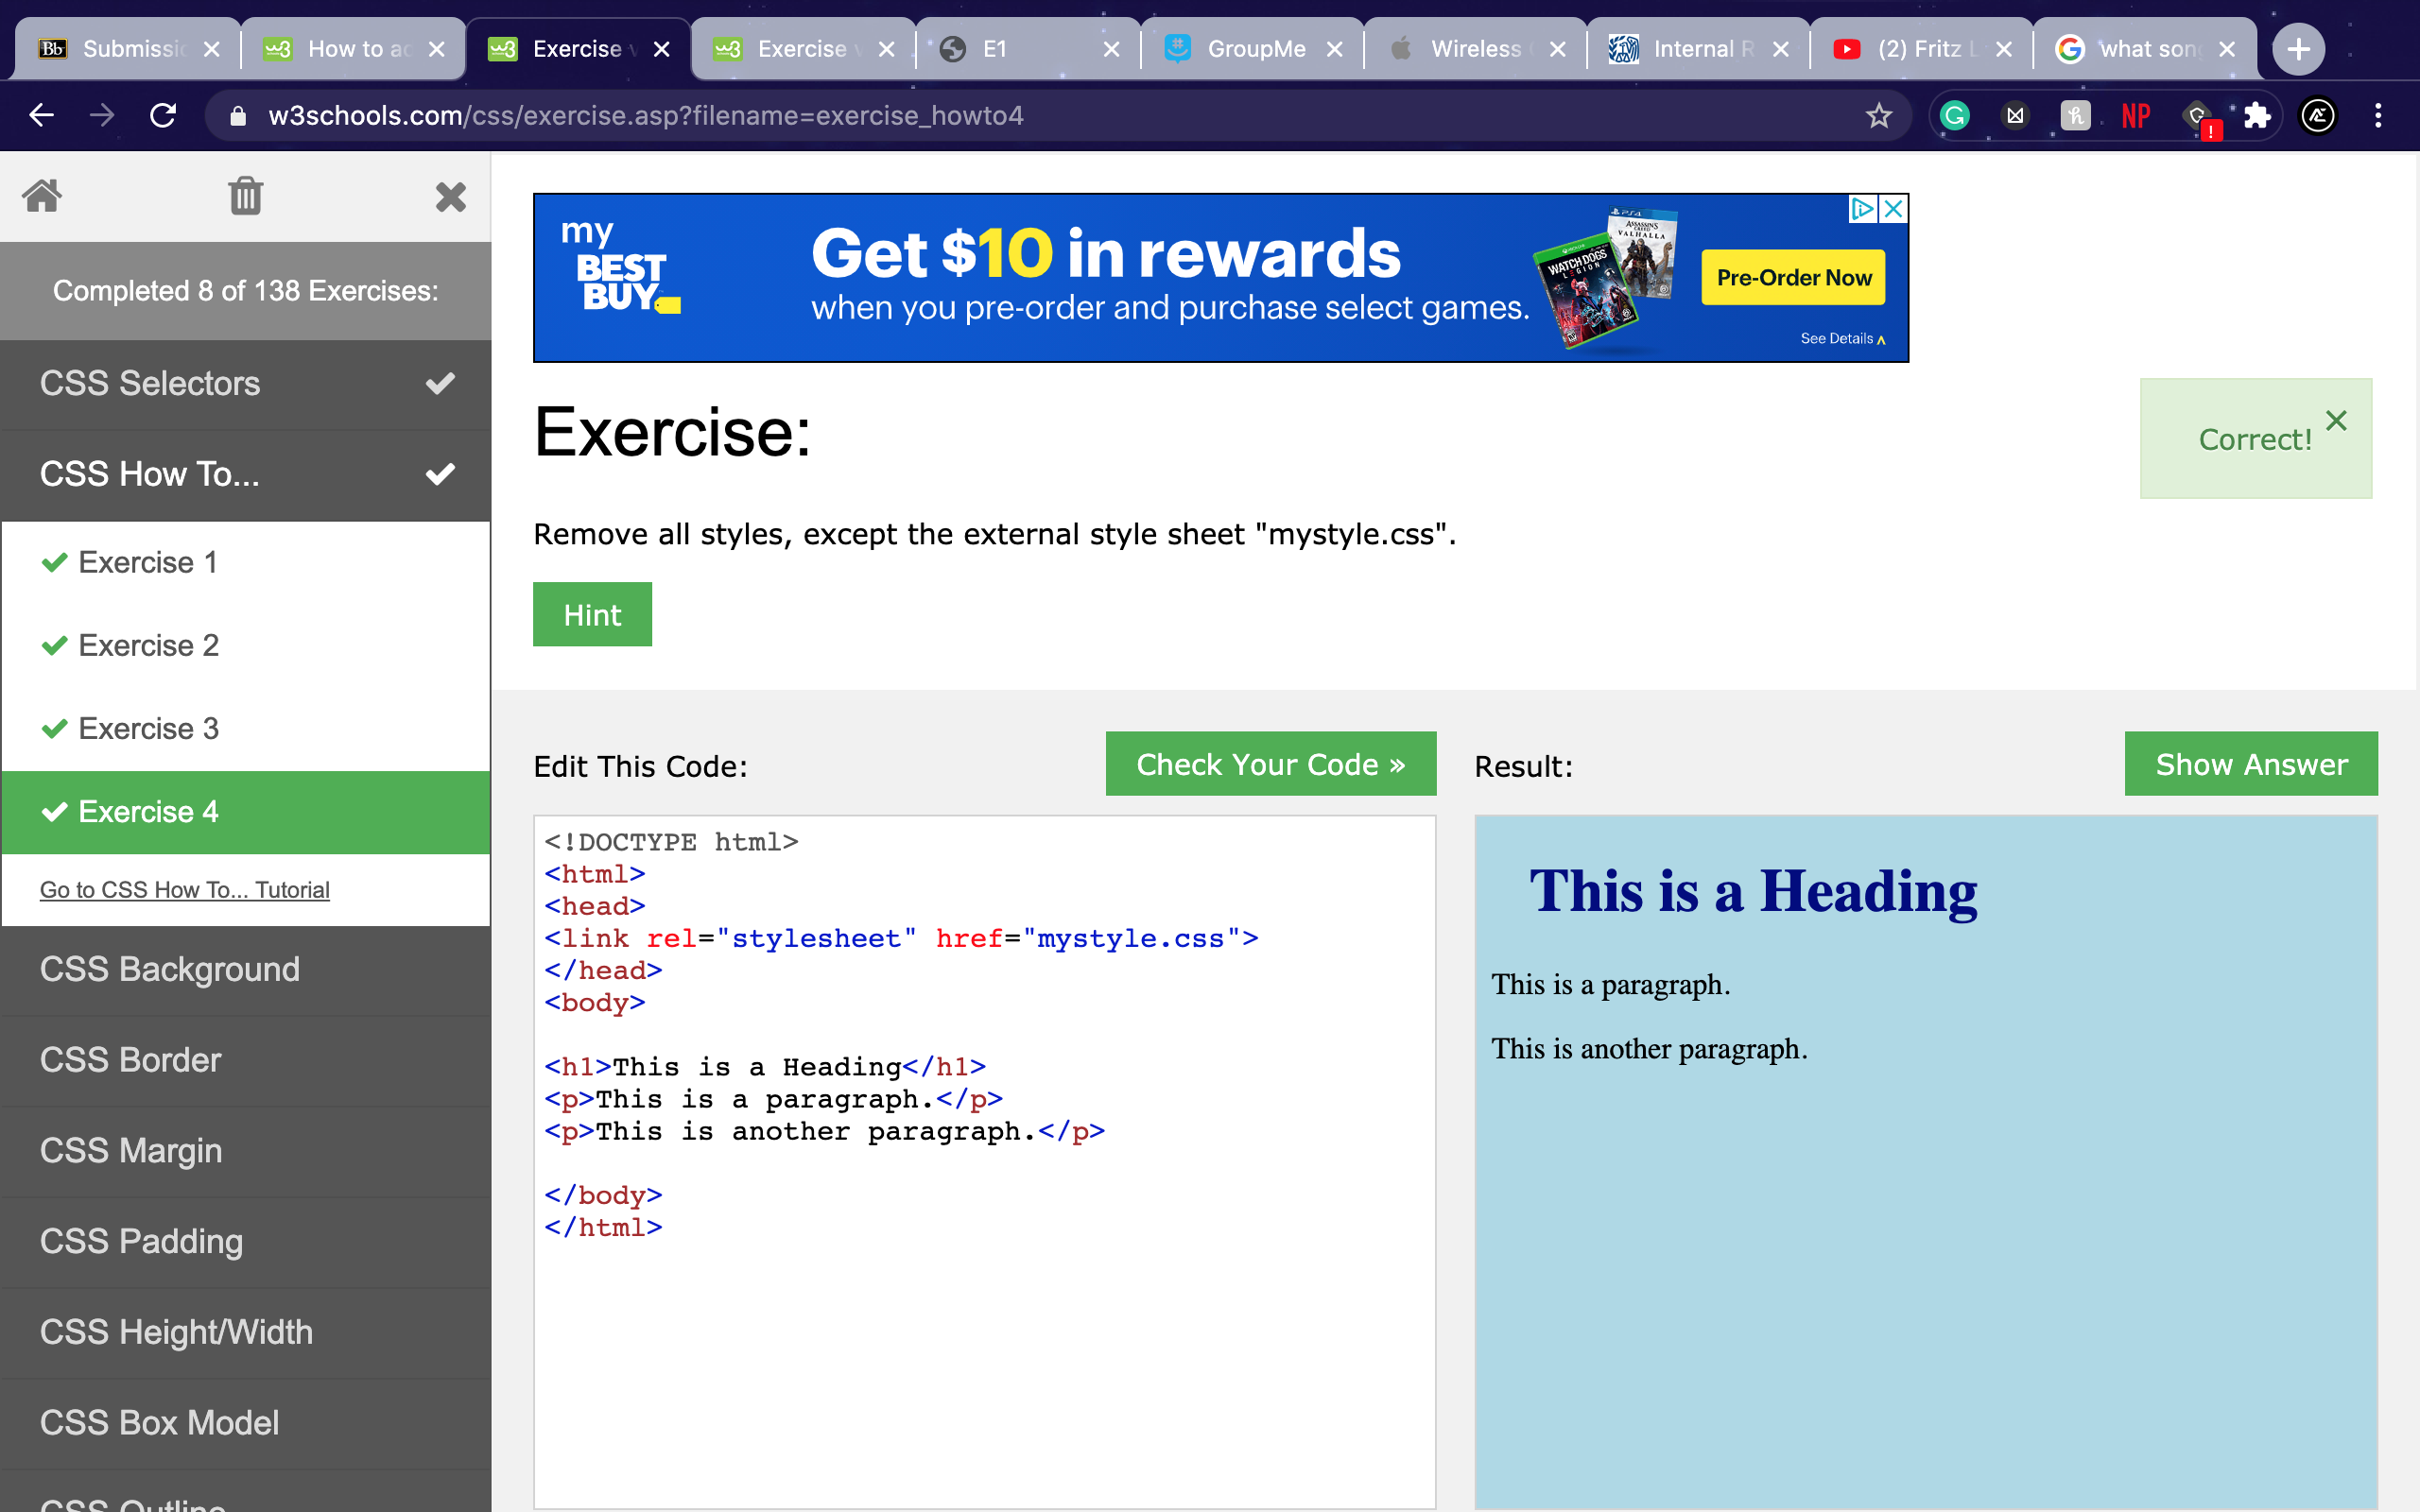 Submissi
How to ac
Exercise v
Exercise v
E1
GroupMe
Wireless
Internal R
(2) Fritz L
what son
w3schools.com/css/exercise.asp?filename=exercise_howto4
NP
Completed 8 of 138 Exercises:
CSS Selectors
CSS How To...
Exercise 1
Exercise 2
Exercise 3
Exercise 4
Go to CSS How To... Tutorial
CSS Background
CSS Border
CSS Margin
CSS Padding
CSS Height/Width
CSS Box Model
CSS Outline
my
BEST
BUY
Get $10 in rewards
when you pre-order and purchase select games.
PS4
ASSASSIN'S
CREED
VALHALLA
WATCH DOGS
LEGION
Pre-Order Now
See Details
Exercise:
Correct!
Remove all styles, except the external style sheet "mystyle.css".
Hint
Edit This Code:
Check Your Code »
Result:
Show Answer
<!DOCTYPE html>
<html>
<head>
<link rel="stylesheet" href="mystyle.css">
</head>
<body>
<h1>This is a Heading</h1>
<p>This is a paragraph.</p>
<p>This is another paragraph.</p>
</body>
</html>
This is a Heading
This is a paragraph.
This is another paragraph.